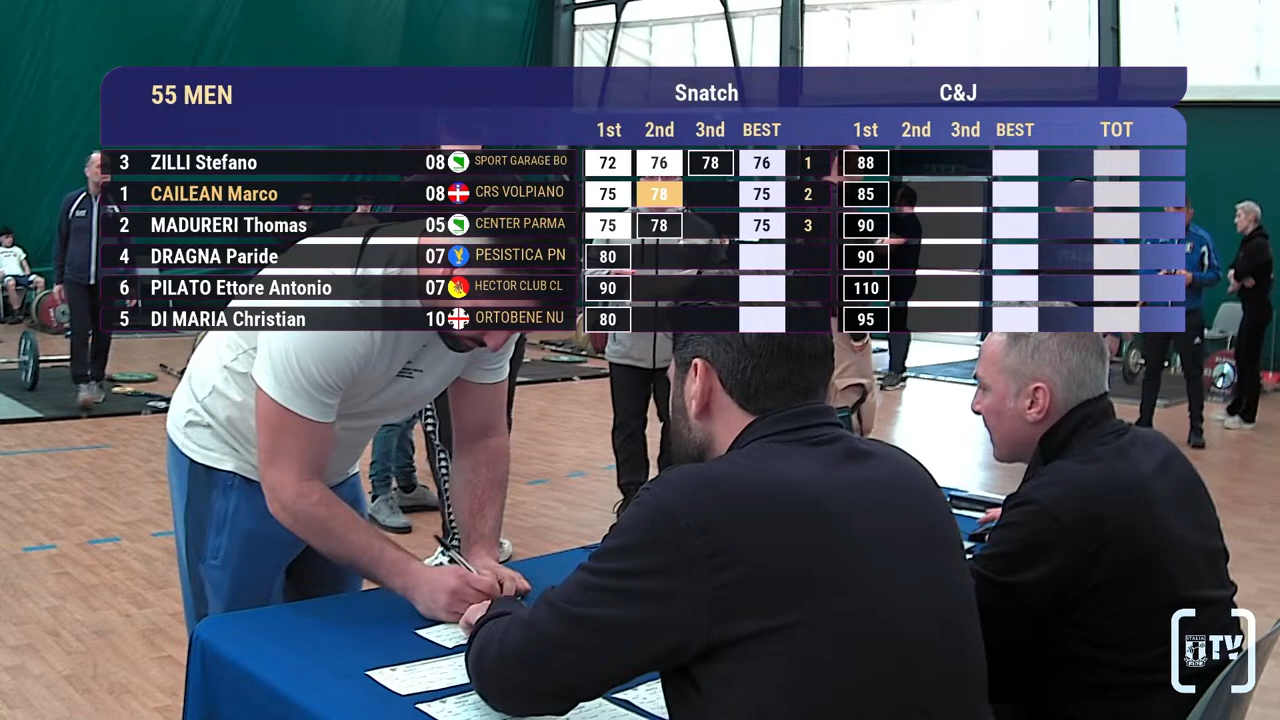 55 MEN Snatch C&J
1st 2nd 3rd BEST 1st 2nd 3rd BEST TOT
3 ZILLI Stefano 08 SPORT GARAGE BO 72 76 78 76 1 88
1 CAILEAN Marco 08 CRS VOLPIANO 75 78 75 2 85
2 MADURERI Thomas 05 CENTER PARMA 75 78 75 3 90
4 DRAGNA Paride 07 PESISTICA PN 80 90
6 PILATO Ettore Antonio 07 HECTOR CLUB CL 90 110
5 DI MARIA Christian 10 ORTOBENE NU 80 95
ITALIA
TV